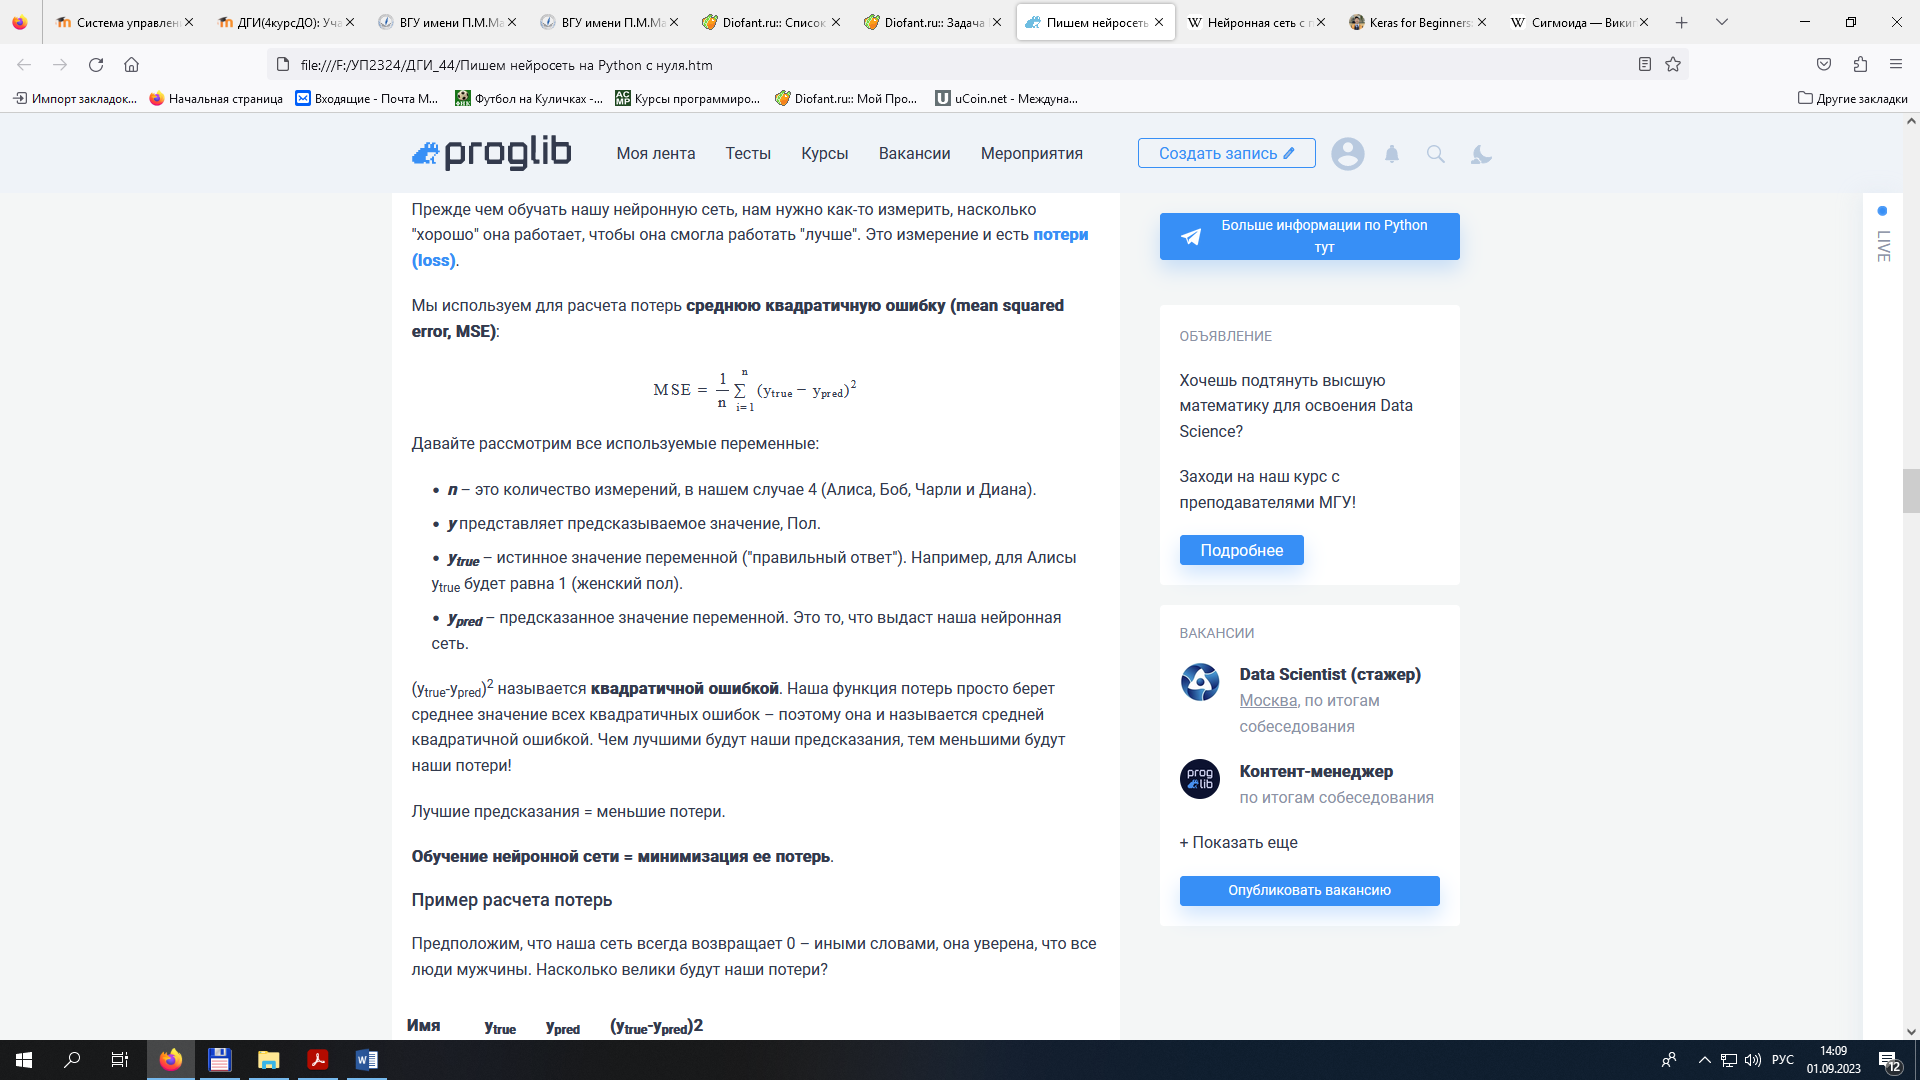 Система управлен
ДГИ(4курсДО): Уча
ВГУ имени П.М.Ма
ВГУ имени П.М.Ма
Diofant.ru:: Список
Diofant.ru:: Задача
Пишем нейросеть
Нейронная сеть с п
Keras for Beginners:
Сигмоида — Викип
file:///F:/УП2324/ДГИ_44/Пишем нейросеть на Python с нуля.htm
Импорт закладок...
Начальная страница
Входящие - Почта М...
Футбол на Куличках -...
Курсы программиро...
Diofant.ru:: Мой Про...
uCoin.net - Междуна...
Другие закладки
proglib
Моя лента
Тесты
Курсы
Вакансии
Мероприятия
Создать запись
Прежде чем обучать нашу нейронную сеть, нам нужно как-то измерить, насколько
"хорошо" она работает, чтобы она смогла работать "лучше". Это измерение и есть потери
(loss).
Мы используем для расчета потерь среднюю квадратичную ошибку (mean squared
error, MSE):
MSE = 1/n ∑ i=1 n (ytrue − ypred)2
Давайте рассмотрим все используемые переменные:
• n – это количество измерений, в нашем случае 4 (Алиса, Боб, Чарли и Диана).
• y представляет предсказываемое значение, Пол.
• ytrue – истинное значение переменной ("правильный ответ"). Например, для Алисы
ytrue будет равна 1 (женский пол).
• ypred – предсказанное значение переменной. Это то, что выдаст наша нейронная
сеть.
(ytrue-ypred)2 называется квадратичной ошибкой. Наша функция потерь просто берет
среднее значение всех квадратичных ошибок – поэтому она и называется средней
квадратичной ошибкой. Чем лучшими будут наши предсказания, тем меньшими будут
наши потери!
Лучшие предсказания = меньшие потери.
Обучение нейронной сети = минимизация ее потерь.
Пример расчета потерь
Предположим, что наша сеть всегда возвращает 0 – иными словами, она уверена, что все
люди мужчины. Насколько велики будут наши потери?
Имя ytrue ypred (ytrue-ypred)2
Больше информации по Python
тут
ОБЪЯВЛЕНИЕ
Хочешь подтянуть высшую
математику для освоения Data
Science?
Заходи на наш курс с
преподавателями МГУ!
Подробнее
ВАКАНСИИ
Data Scientist (стажер)
Москва, по итогам
собеседования
prog
lib
Контент-менеджер
по итогам собеседования
+ Показать еще
Опубликовать вакансию
LIVE
РУС
14:09
01.09.2023
12